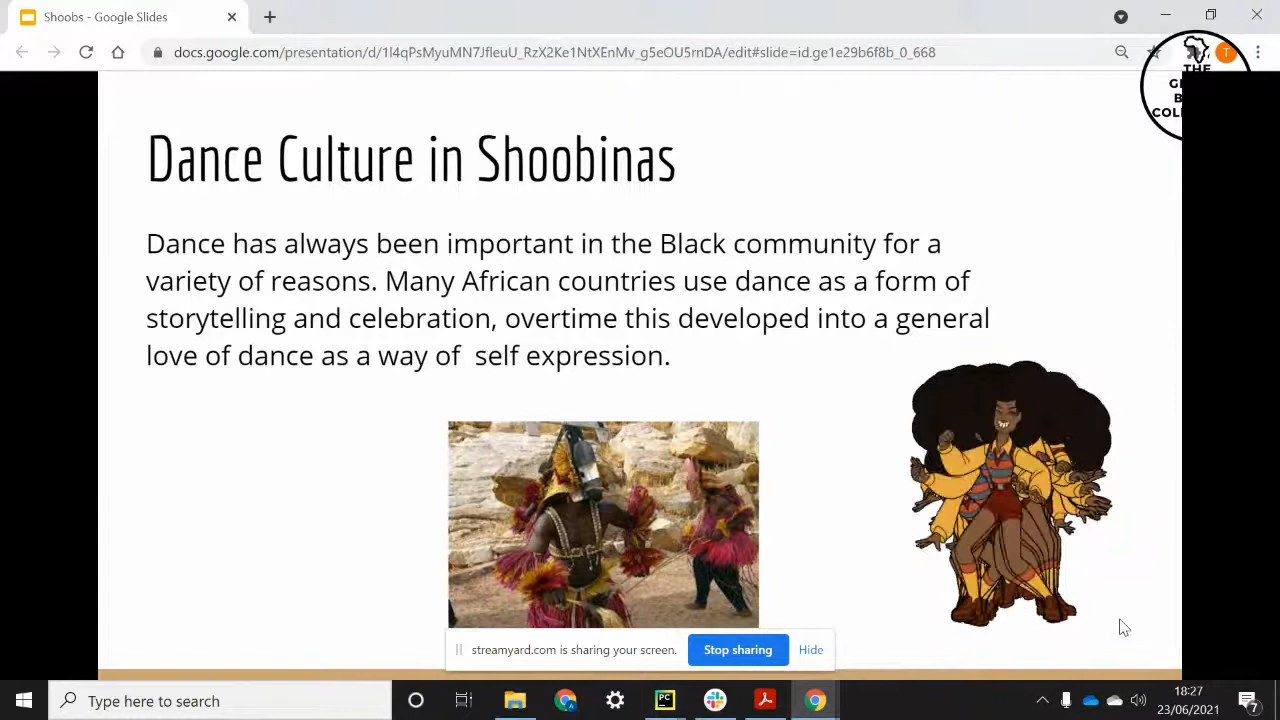 Shoobs - Google Slides
docs.google.com/presentation/d/1l4qPsMyuMN7JfleuU_RzX2Ke1NtXEnMv_g5eOU5rnDA/edit#slide=id.ge1e29b6f8b_0_668
T
THE
Dance Culture in Shoobinas
Dance has always been important in the Black community for a
variety of reasons. Many African countries use dance as a form of
storytelling and celebration, overtime this developed into a general
love of dance as a way of self expression.
streamyard.com is sharing your screen.
Stop sharing
Hide
Type here to search
PC
18:27
23/06/2021
7